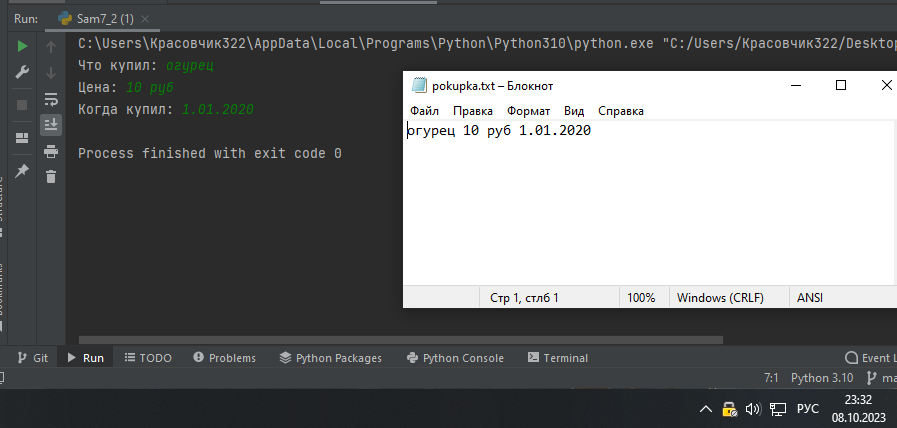 Run: Sam7_2 (1)
C:\Users\Красовчик322\AppData\Local\Programs\Python\Python310\python.exe "C:/Users/Красовчик322/Desktop
Что купил: огурец
Цена: 10 руб
Когда купил: 1.01.2020
Process finished with exit code 0
pokupka.txt – Блокнот
Файл Правка Формат Вид Справка
огурец 10 руб 1.01.2020
Стр 1, стлб 1 100% Windows (CRLF) ANSI
Git Run TODO Problems Python Packages Python Console Terminal Event L
7:1 Python 3.10 ma
РУС 23:32
08.10.2023